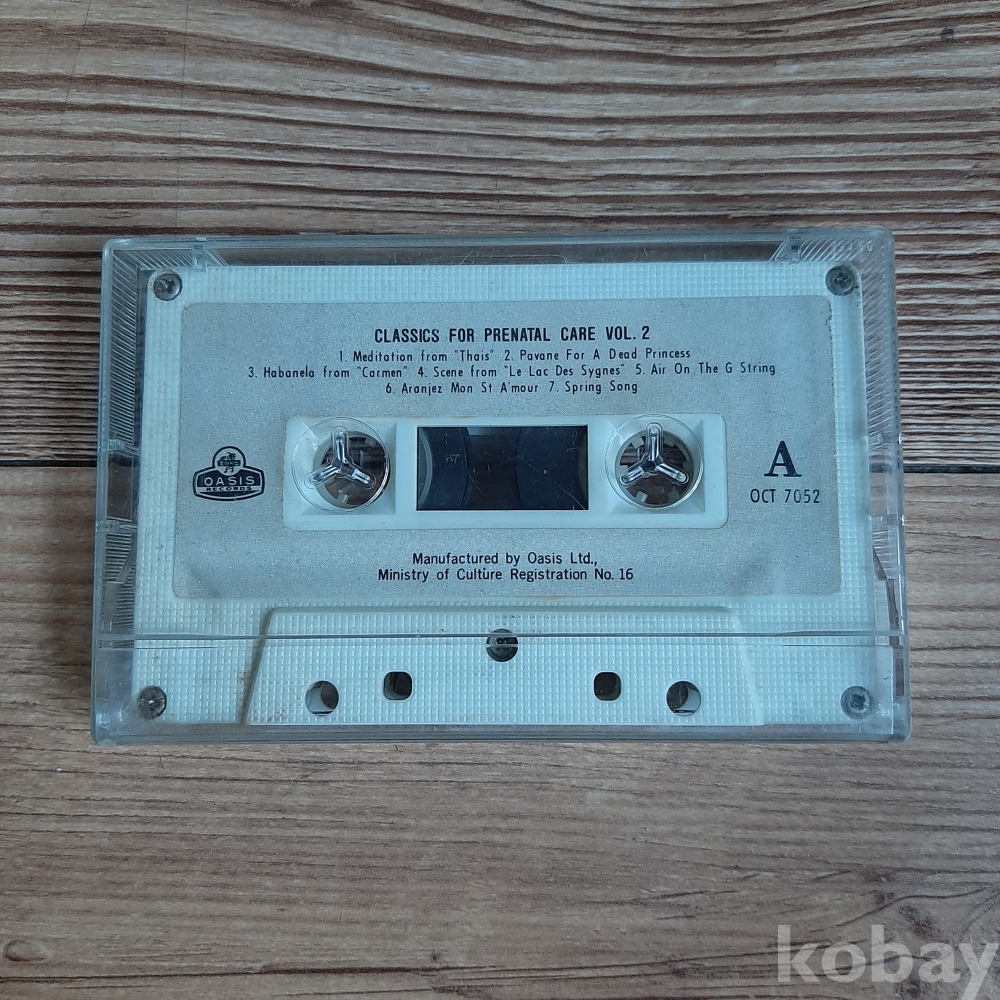 CLASSICS FOR PRENATAL CARE VOL. 2
1. Meditation from "Thais" 2. Pavane For A Dead Princess
3. Habanela from "Carmen" 4. Scene from "Le Lac Des Sygnes" 5. Air On The G String
6. Aranjez Mon St A'mour 7. Spring Song
OASIS
RECORDS
A
OCT 7052
Manufactured by Oasis Ltd.,
Ministry of Culture Registration No. 16
kobay